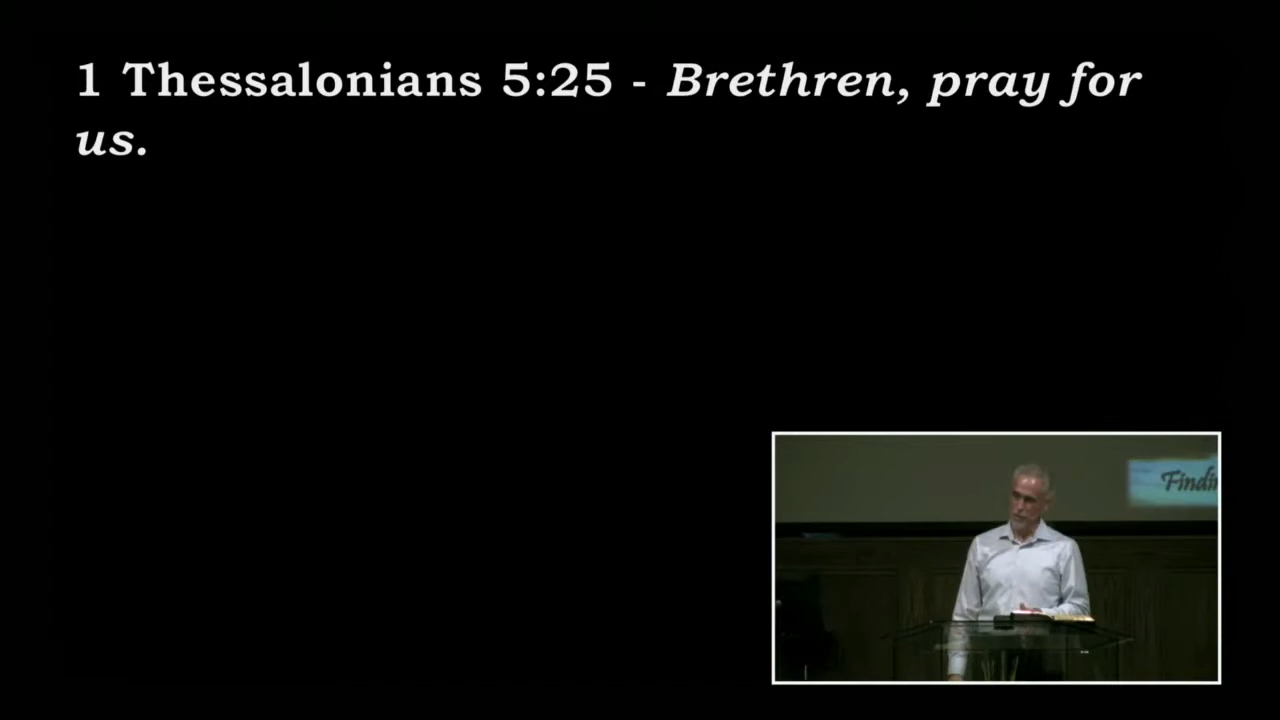 1 Thessalonians 5:25 - Brethren, pray for
us.